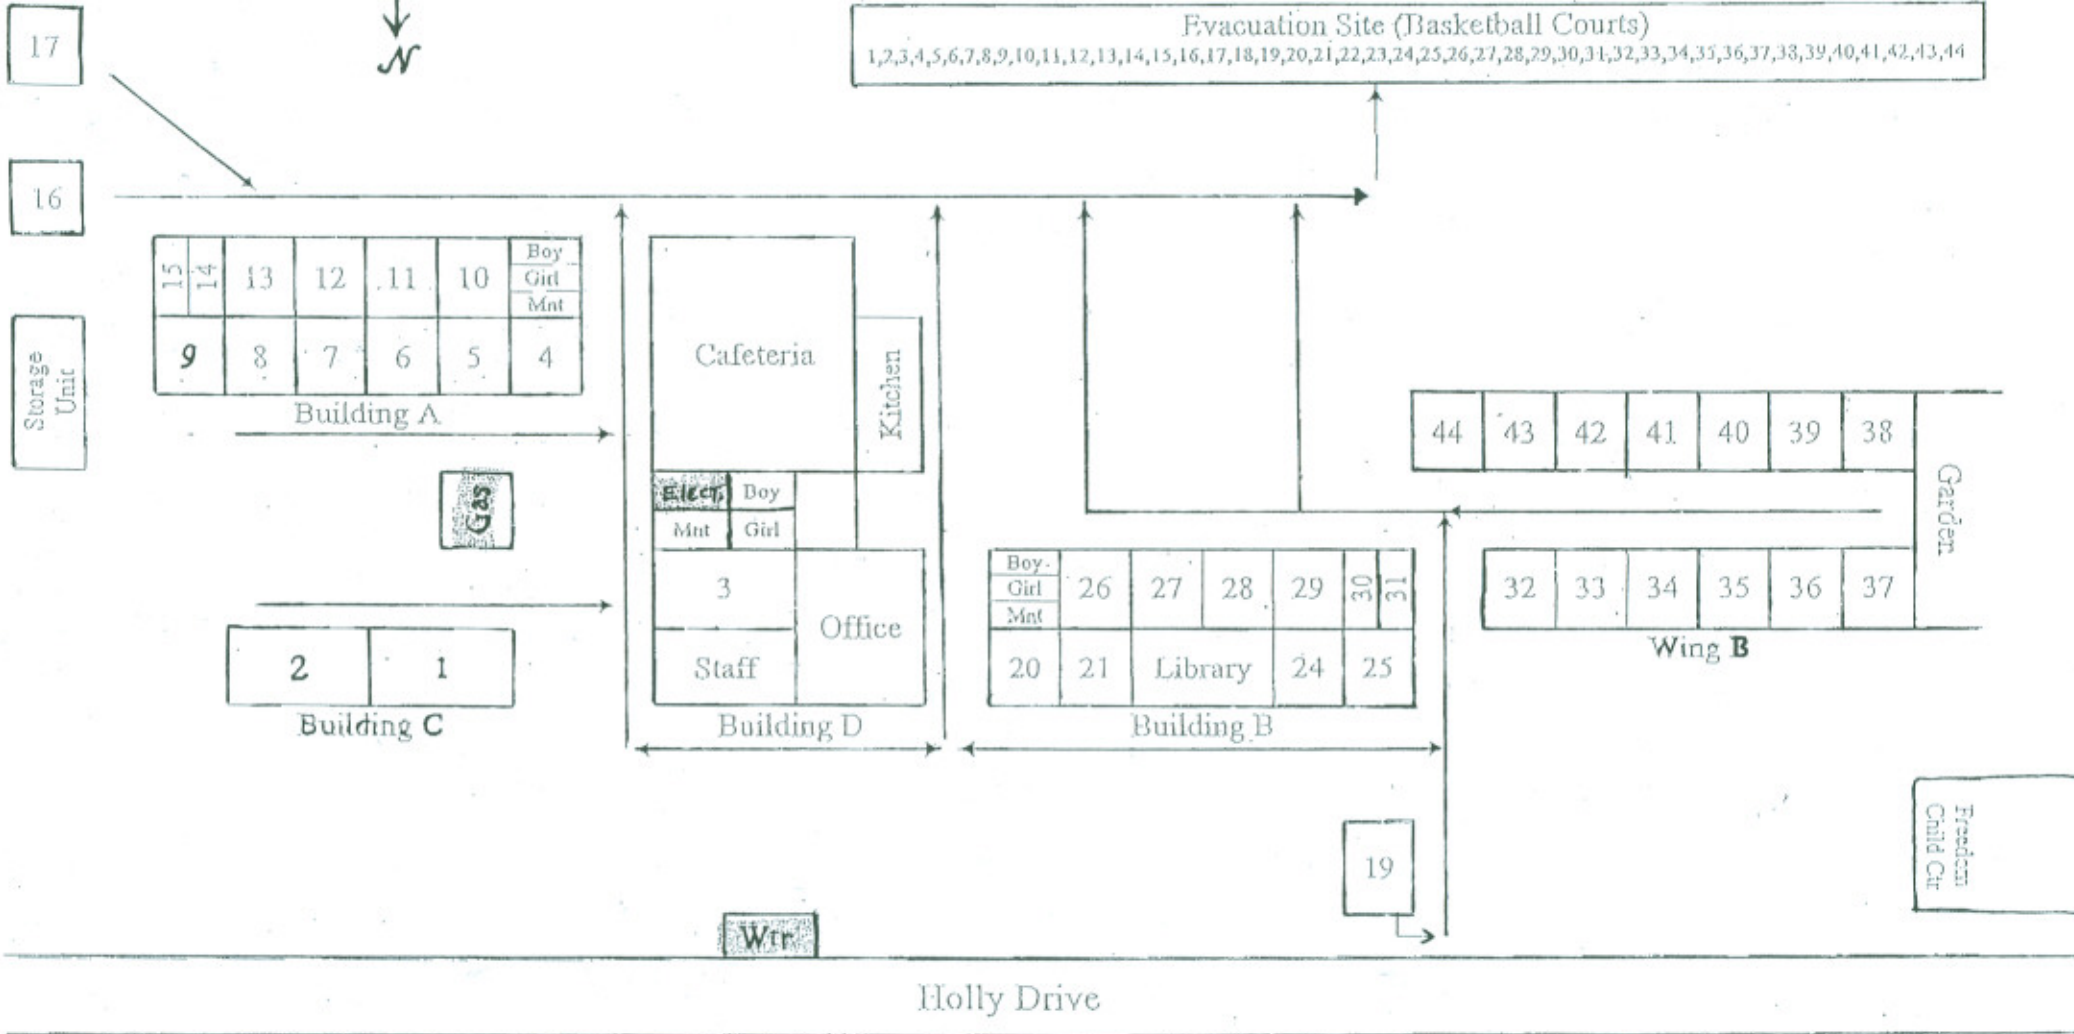 17
N
Evacuation Site (Basketball Courts)
1,2,3,4,5,6,7,8,9,10,11,12,13,14,15,16,17,18,19,20,21,22,23,24,25,26,27,28,29,30,31,32,33,34,35,36,37,38,39,40,41,42,43,44
16
15 14 13 12 11 10
Boy
Girl
Mnt
9 8 7 6 5 4
Building A
Storage
Unit
Gas
2 1
Building C
Cafeteria
Kitchen
Elect. Boy
Mnt Girl
3
Office
Staff
Building D
Boy
Girl
Mnt
26 27 28 29 30 31
20 21 Library 24 25
Building B
44 43 42 41 40 39 38
Garden
32 33 34 35 36 37
Wing B
19
Freedom
Child Ctr
Wtr
Holly Drive